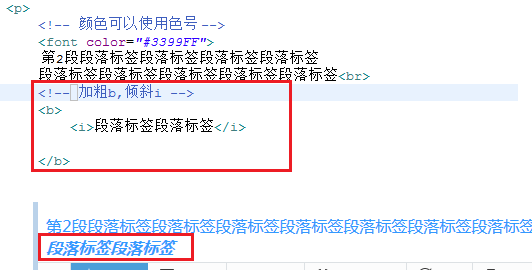 <p>
<!-- 颜色可以使用色号 -->
<font color="#3399FF">
第2段段落标签段落标签段落标签段落标签
段落标签段落标签段落标签段落标签段落标签<br>
<!-- 加粗b,倾斜i -->
<b>
<i>段落标签段落标签</i>
</b>
第2段段落标签段落标签段落标签段落标签段落标签段落标签段落标
段落标签段落标签